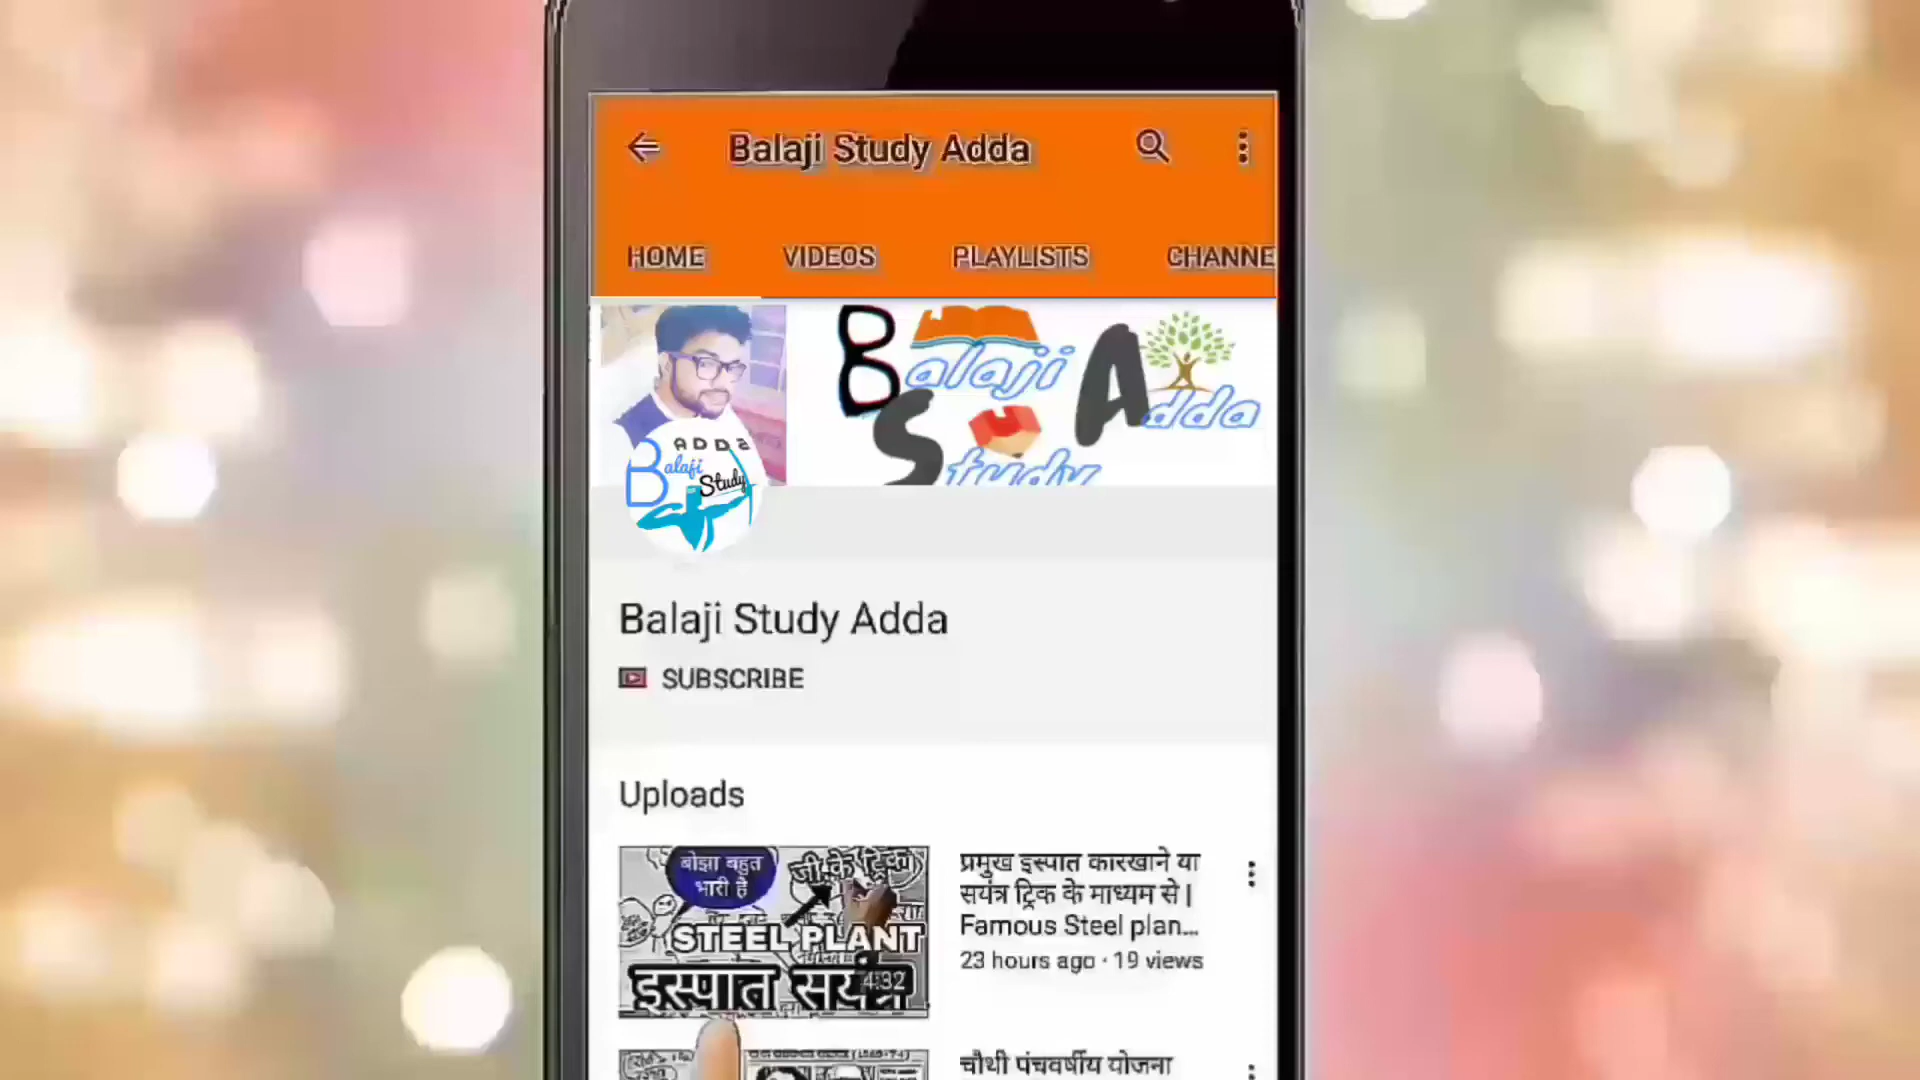 Balaji Study Adda
HOME VIDEOS PLAYLISTS CHANNE
Balaji Adda
Study
ADDA
Balaji
Study
Balaji Study Adda
SUBSCRIBE
Uploads
बोझा बहुत
भारी है
जी.के ट्रिक
STEEL PLANT
इस्पात सयंत्र
4:32
प्रमुख इस्पात कारखाने या
सयंत्र ट्रिक के माध्यम से |
Famous Steel plan...
23 hours ago · 19 views
चौथी पंचवर्षीय योजना